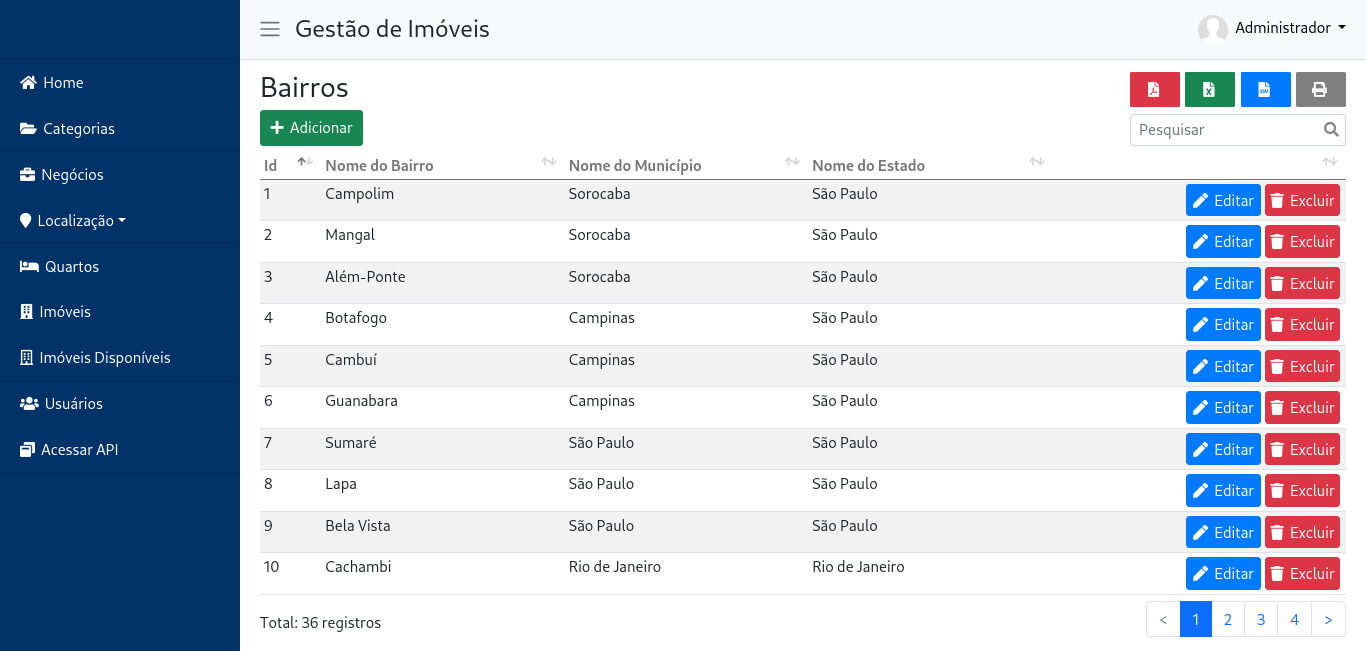 Gestão de Imóveis
Administrador
Home
Categorias
Negócios
Localização
Quartos
Imóveis
Imóveis Disponíveis
Usuários
Acessar API
Bairros
Adicionar
Pesquisar
Id Nome do Bairro Nome do Município Nome do Estado
1 Campolim Sorocaba São Paulo Editar Excluir
2 Mangal Sorocaba São Paulo Editar Excluir
3 Além-Ponte Sorocaba São Paulo Editar Excluir
4 Botafogo Campinas São Paulo Editar Excluir
5 Cambuí Campinas São Paulo Editar Excluir
6 Guanabara Campinas São Paulo Editar Excluir
7 Sumaré São Paulo São Paulo Editar Excluir
8 Lapa São Paulo São Paulo Editar Excluir
9 Bela Vista São Paulo São Paulo Editar Excluir
10 Cachambi Rio de Janeiro Rio de Janeiro Editar Excluir
Total: 36 registros
< 1 2 3 4 >